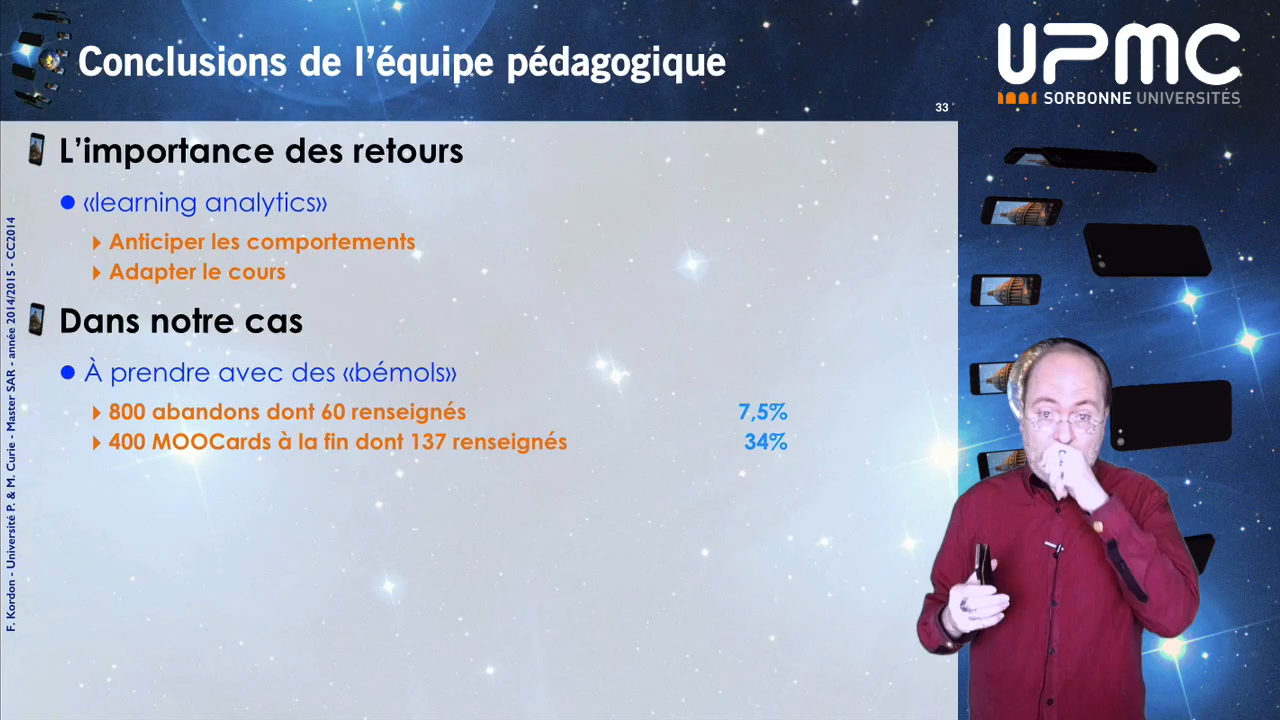 Conclusions de l’équipe pédagogique
UPMC
SORBONNE UNIVERSITÉS
33
L’importance des retours
«learning analytics»
Anticiper les comportements
Adapter le cours
Dans notre cas
À prendre avec des «bémols»
800 abandons dont 60 renseignés 7,5%
400 MOOCards à la fin dont 137 renseignés 34%
F. Kordon - Université P. & M. Curie - Master SAR - année 2014/2015 - CC2014